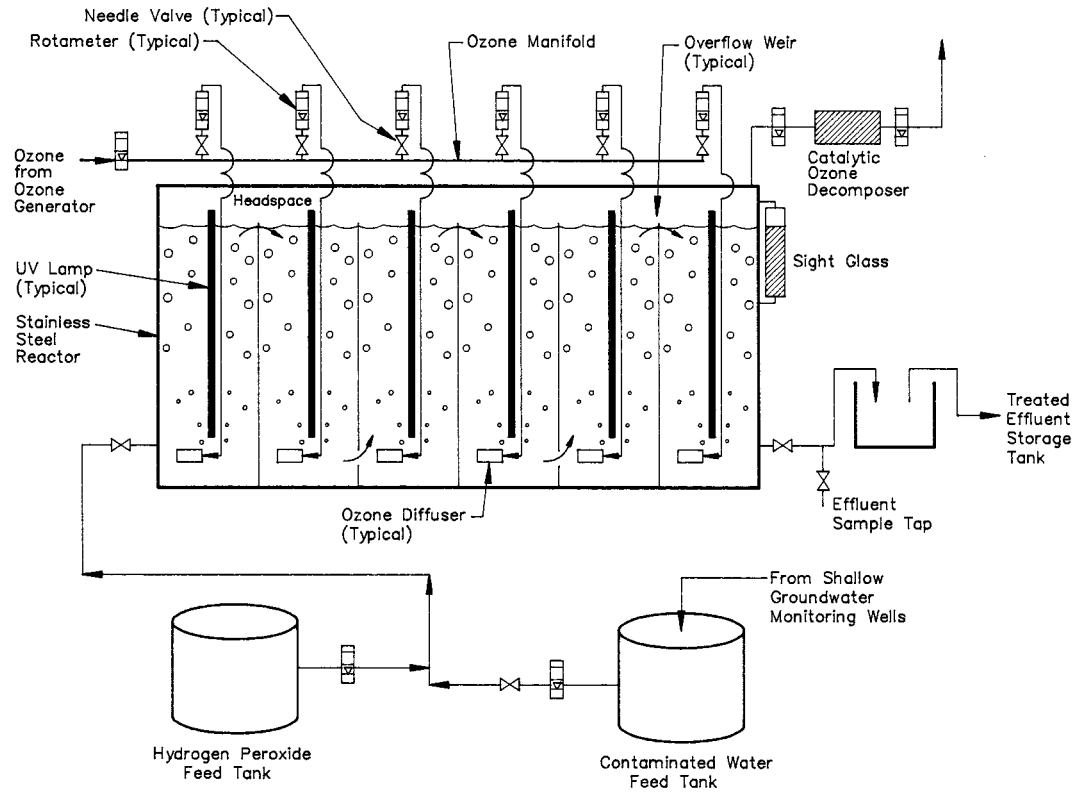 Needle Valve (Typical)
Rotameter (Typical)
Ozone Manifold
Overflow Weir
(Typical)
Ozone
from
Ozone
Generator
Catalytic
Ozone
Decomposer
Headspace
UV Lamp
(Typical)
Sight Glass
Stainless
Steel
Reactor
Treated
Effluent
Storage
Tank
Ozone Diffuser
(Typical)
Effluent
Sample Tap
From Shallow
Groundwater
Monitoring Wells
Hydrogen Peroxide
Feed Tank
Contaminated Water
Feed Tank